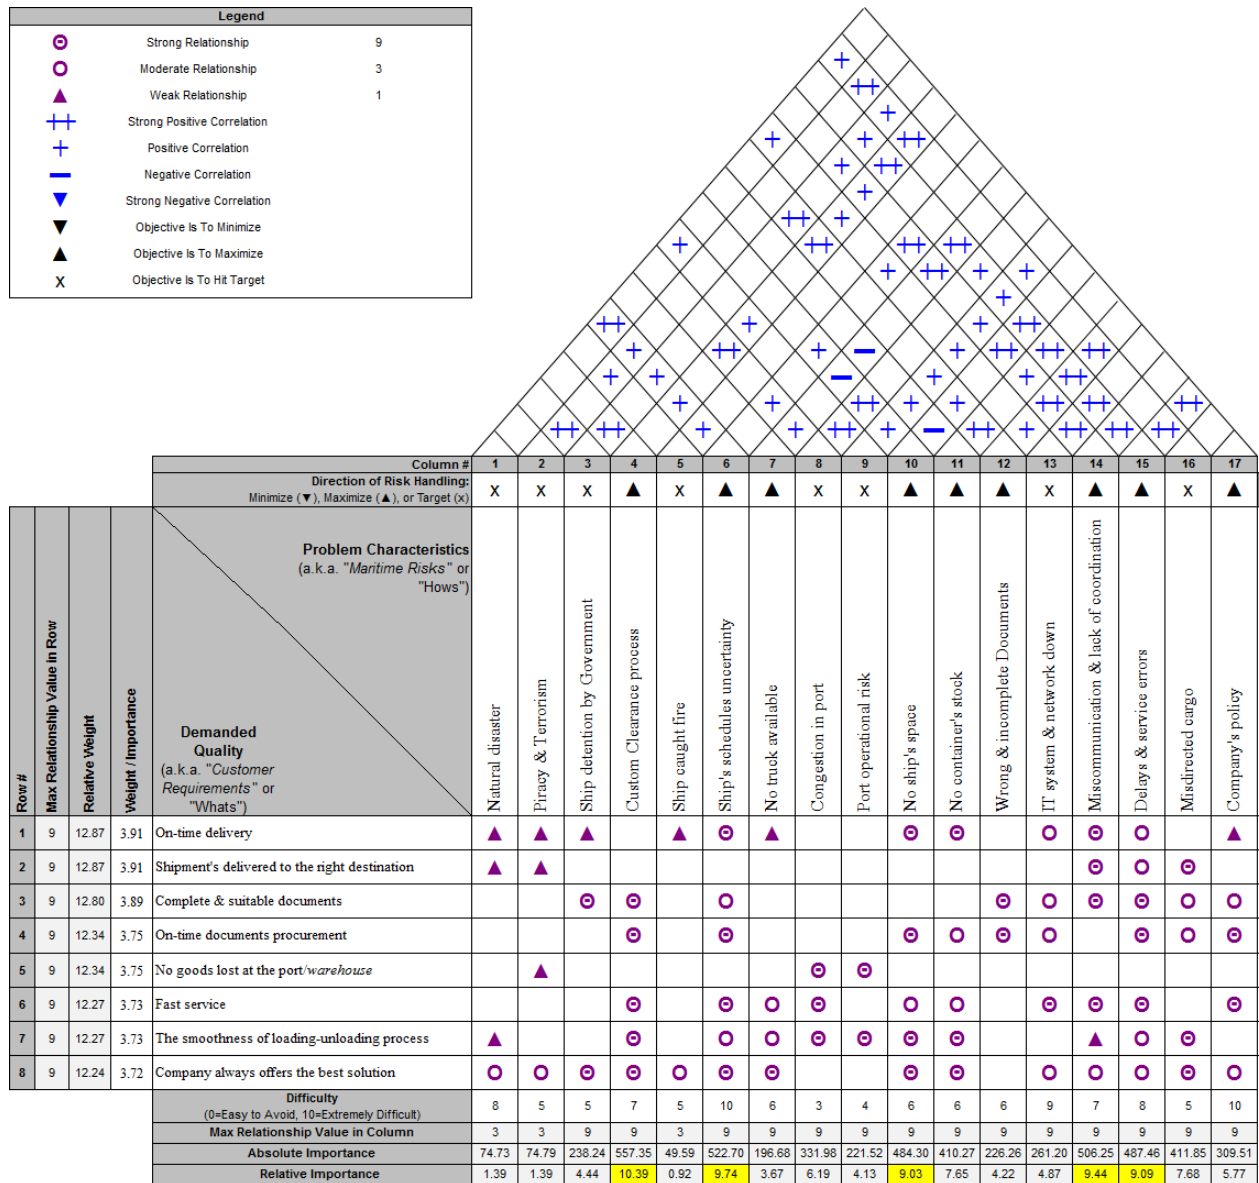 Legend
Strong Relationship 9
Moderate Relationship 3
Weak Relationship 1
Strong Positive Correlation
Positive Correlation
Negative Correlation
Strong Negative Correlation
Objective Is To Minimize
Objective Is To Maximize
X Objective Is To Hit Target
Column # 1 2 3 4 5 6 7 8 9 10 11 12 13 14 15 16 17
Direction of Risk Handling:
Minimize (▼), Maximize (▲), or Target (x)
X X X ▲ X ▲ ▲ X X ▲ ▲ ▲ X ▲ ▲ X ▲
Row #
Max Relationship Value in Row
Relative Weight
Weight / Importance
Problem Characteristics
(a.k.a. "Maritime Risks" or
"Hows")
Demanded
Quality
(a.k.a. "Customer
Requirements" or
"Whats")
Natural disaster
Piracy & Terrorism
Ship detention by Government
Custom Clearance process
Ship caught fire
Ship's schedules uncertainty
No truck available
Congestion in port
Port operational risk
No ship's space
No container's stock
Wrong & incomplete Documents
IT system & network down
Miscommunication & lack of coordination
Delays & service errors
Misdirected cargo
Company's policy
1 9 12.87 3.91 On-time delivery
2 9 12.87 3.91 Shipment's delivered to the right destination
3 9 12.80 3.89 Complete & suitable documents
4 9 12.34 3.75 On-time documents procurement
5 9 12.34 3.75 No goods lost at the port/warehouse
6 9 12.27 3.73 Fast service
7 9 12.27 3.73 The smoothness of loading-unloading process
8 9 12.24 3.72 Company always offers the best solution
Difficulty
(0=Easy to Avoid, 10=Extremely Difficult)
8 5 5 7 5 10 6 3 4 6 6 6 9 7 8 5 10
Max Relationship Value in Column 3 3 9 9 3 9 9 9 9 9 9 9 9 9 9 9 9
Absolute Importance 74.73 74.79 238.24 557.35 49.59 522.70 196.68 331.98 221.52 484.30 410.27 226.26 261.20 506.25 487.46 411.85 309.51
Relative Importance 1.39 1.39 4.44 10.39 0.92 9.74 3.67 6.19 4.13 9.03 7.65 4.22 4.87 9.44 9.09 7.68 5.77